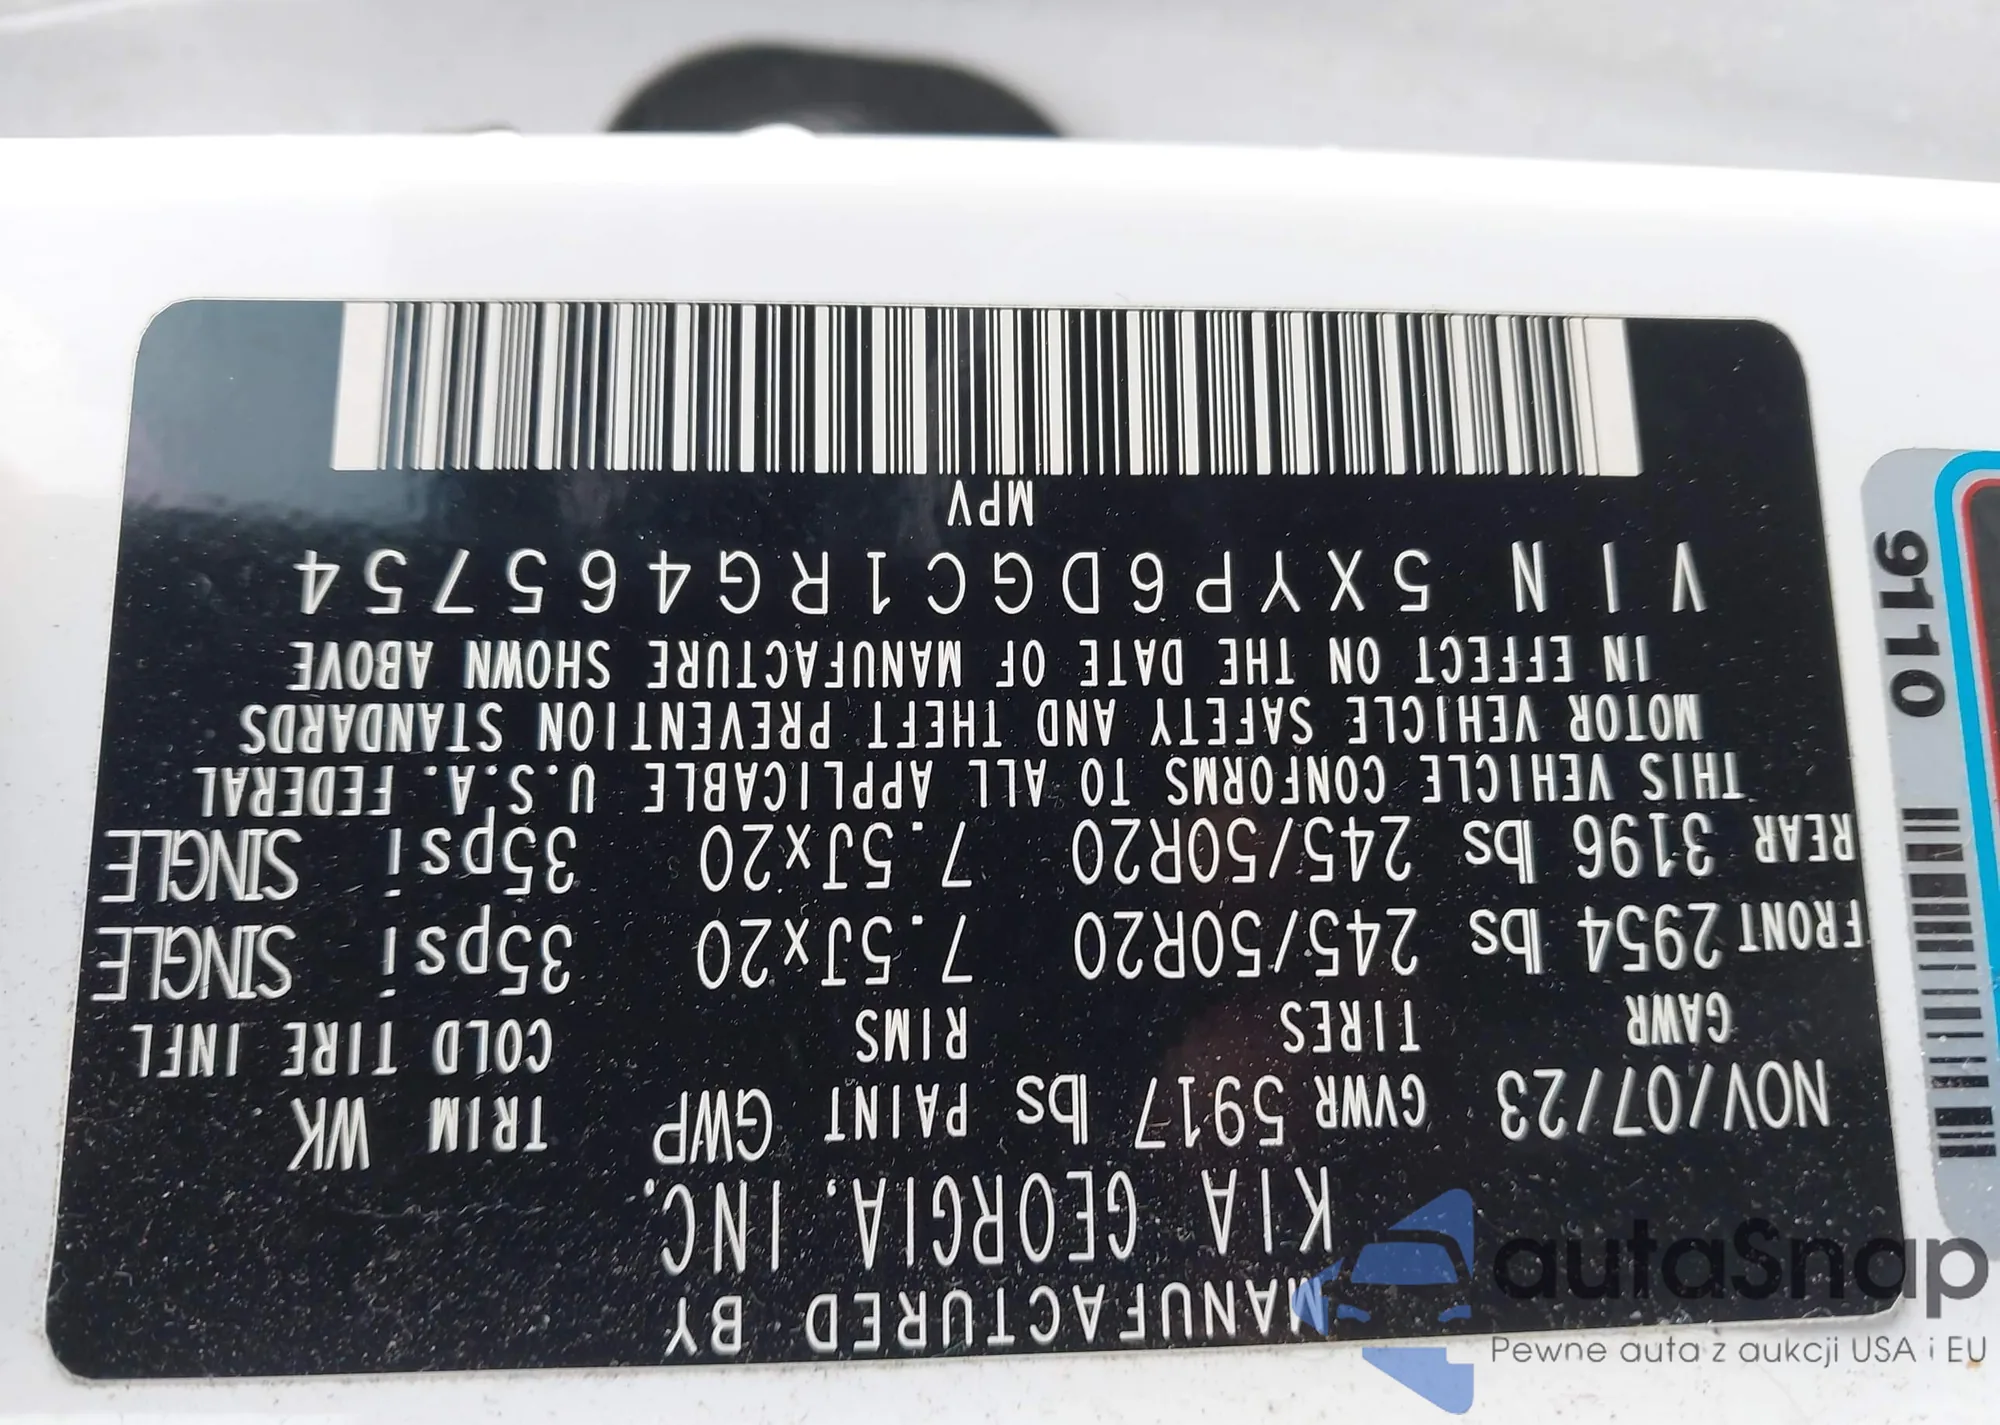 MANUFACTURED BY
KIA GEORGIA, INC.
NOV/07/23 GVWR 5917 lbs PAINT GWP TRIM WK
GAWR TIRES RIMS COLD TIRE INFL
FRONT 2954 lbs 245/50R20 7.5Jx20 35psi SINGLE
REAR 3196 lbs 245/50R20 7.5Jx20 35psi SINGLE
THIS VEHICLE CONFORMS TO ALL APPLICABLE U.S.A. FEDERAL
MOTOR VEHICLE SAFETY AND THEFT PREVENTION STANDARDS
IN EFFECT ON THE DATE OF MANUFACTURE SHOWN ABOVE
VIN 5XYP6DGC1RG465754
MPV
9110
autaSnap
Pewne auta z aukcji USA i EU